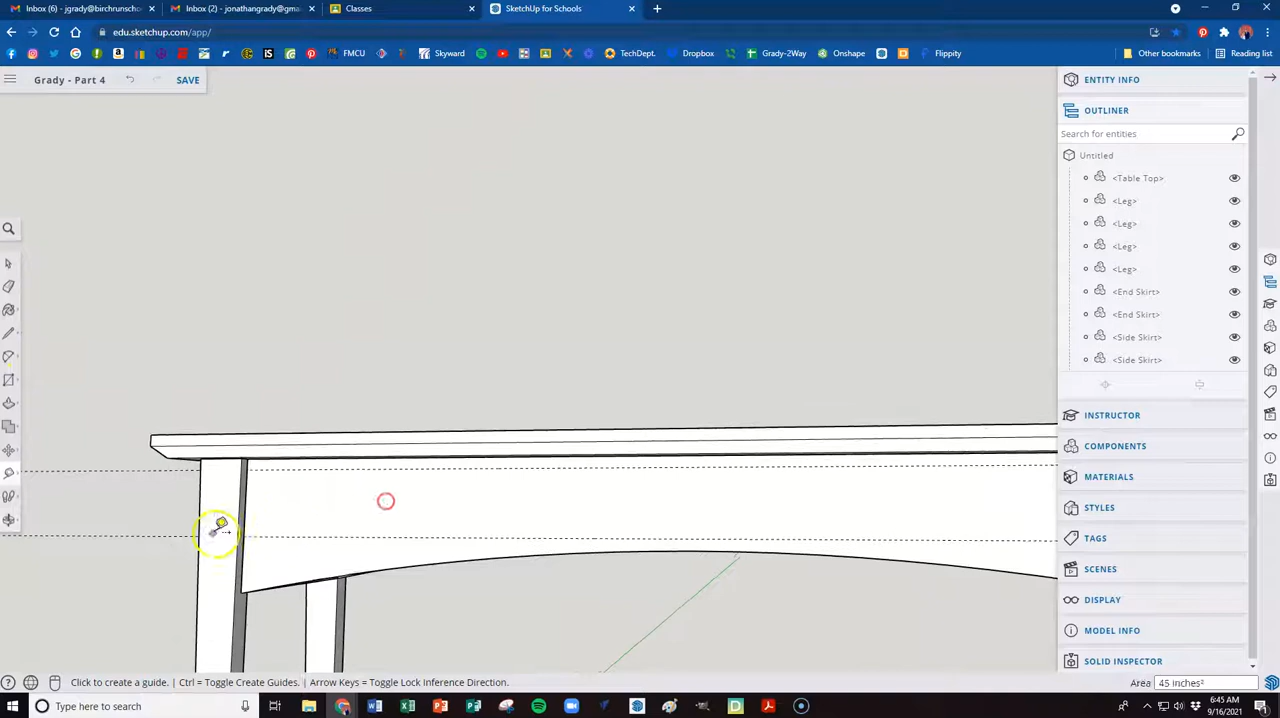 Inbox (6) - jgrady@birchrunscho
Inbox (2) - jonathangrady@gma
Classes
SketchUp for Schools
edu.sketchup.com/app/
FMCU
Skyward
TechDept.
Dropbox
Grady-2Way
Onshape
Flippity
Other bookmarks
Reading list
Grady - Part 4
SAVE
ENTITY INFO
OUTLINER
Search for entities
Untitled
<Table Top>
<Leg>
<Leg>
<Leg>
<Leg>
<End Skirt>
<End Skirt>
<Side Skirt>
<Side Skirt>
INSTRUCTOR
COMPONENTS
MATERIALS
STYLES
TAGS
SCENES
DISPLAY
MODEL INFO
SOLID INSPECTOR
Click to create a guide. | Ctrl = Toggle Create Guides. | Arrow Keys = Toggle Lock Inference Direction.
Area 45 inches²
Type here to search
6:45 AM
9/16/2021